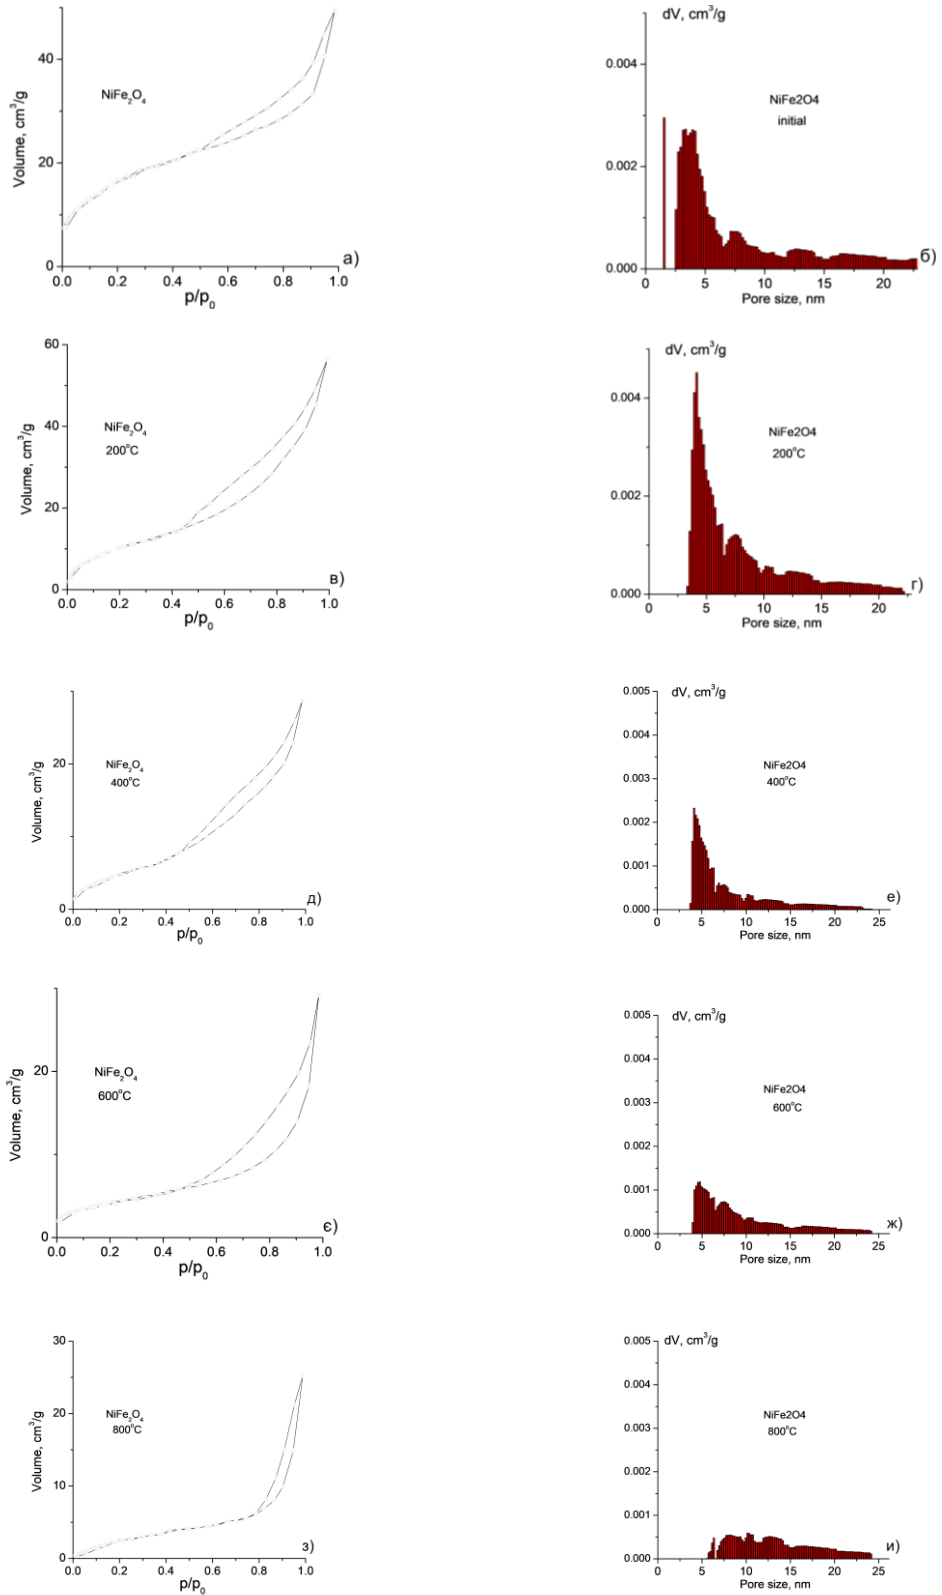 Volume, cm³/g
40
20
0
NiFe₂O₄
0.0 0.2 0.4 0.6 0.8 1.0
p/p₀
а)
dV, cm³/g
0.004
0.002
0.000
NiFe2O4
initial
0 5 10 15 20
Pore size, nm
б)
Volume, cm³/g
60
40
20
0
NiFe₂O₄
200°C
0.0 0.2 0.4 0.6 0.8 1.0
p/p₀
в)
dV, cm³/g
0.004
0.002
0.000
NiFe2O4
200°C
0 5 10 15 20
Pore size, nm
г)
Volume, cm³/g
20
0
NiFe₂O₄
400°C
0.0 0.2 0.4 0.6 0.8 1.0
p/p₀
д)
dV, cm³/g
0.005
0.004
0.003
0.002
0.001
0.000
NiFe2O4
400°C
0 5 10 15 20 25
Pore size, nm
е)
Volume, cm³/g
20
0
NiFe₂O₄
600°C
0.0 0.2 0.4 0.6 0.8 1.0
p/p₀
є)
dV, cm³/g
0.005
0.004
0.003
0.002
0.001
0.000
NiFe2O4
600°C
0 5 10 15 20 25
Pore size, nm
ж)
Volume, cm³/g
30
20
10
0
NiFe₂O₄
800°C
0.0 0.2 0.4 0.6 0.8 1.0
p/p₀
з)
dV, cm³/g
0.005
0.004
0.003
0.002
0.001
0.000
NiFe2O4
800°C
0 5 10 15 20 25
Pore size, nm
и)